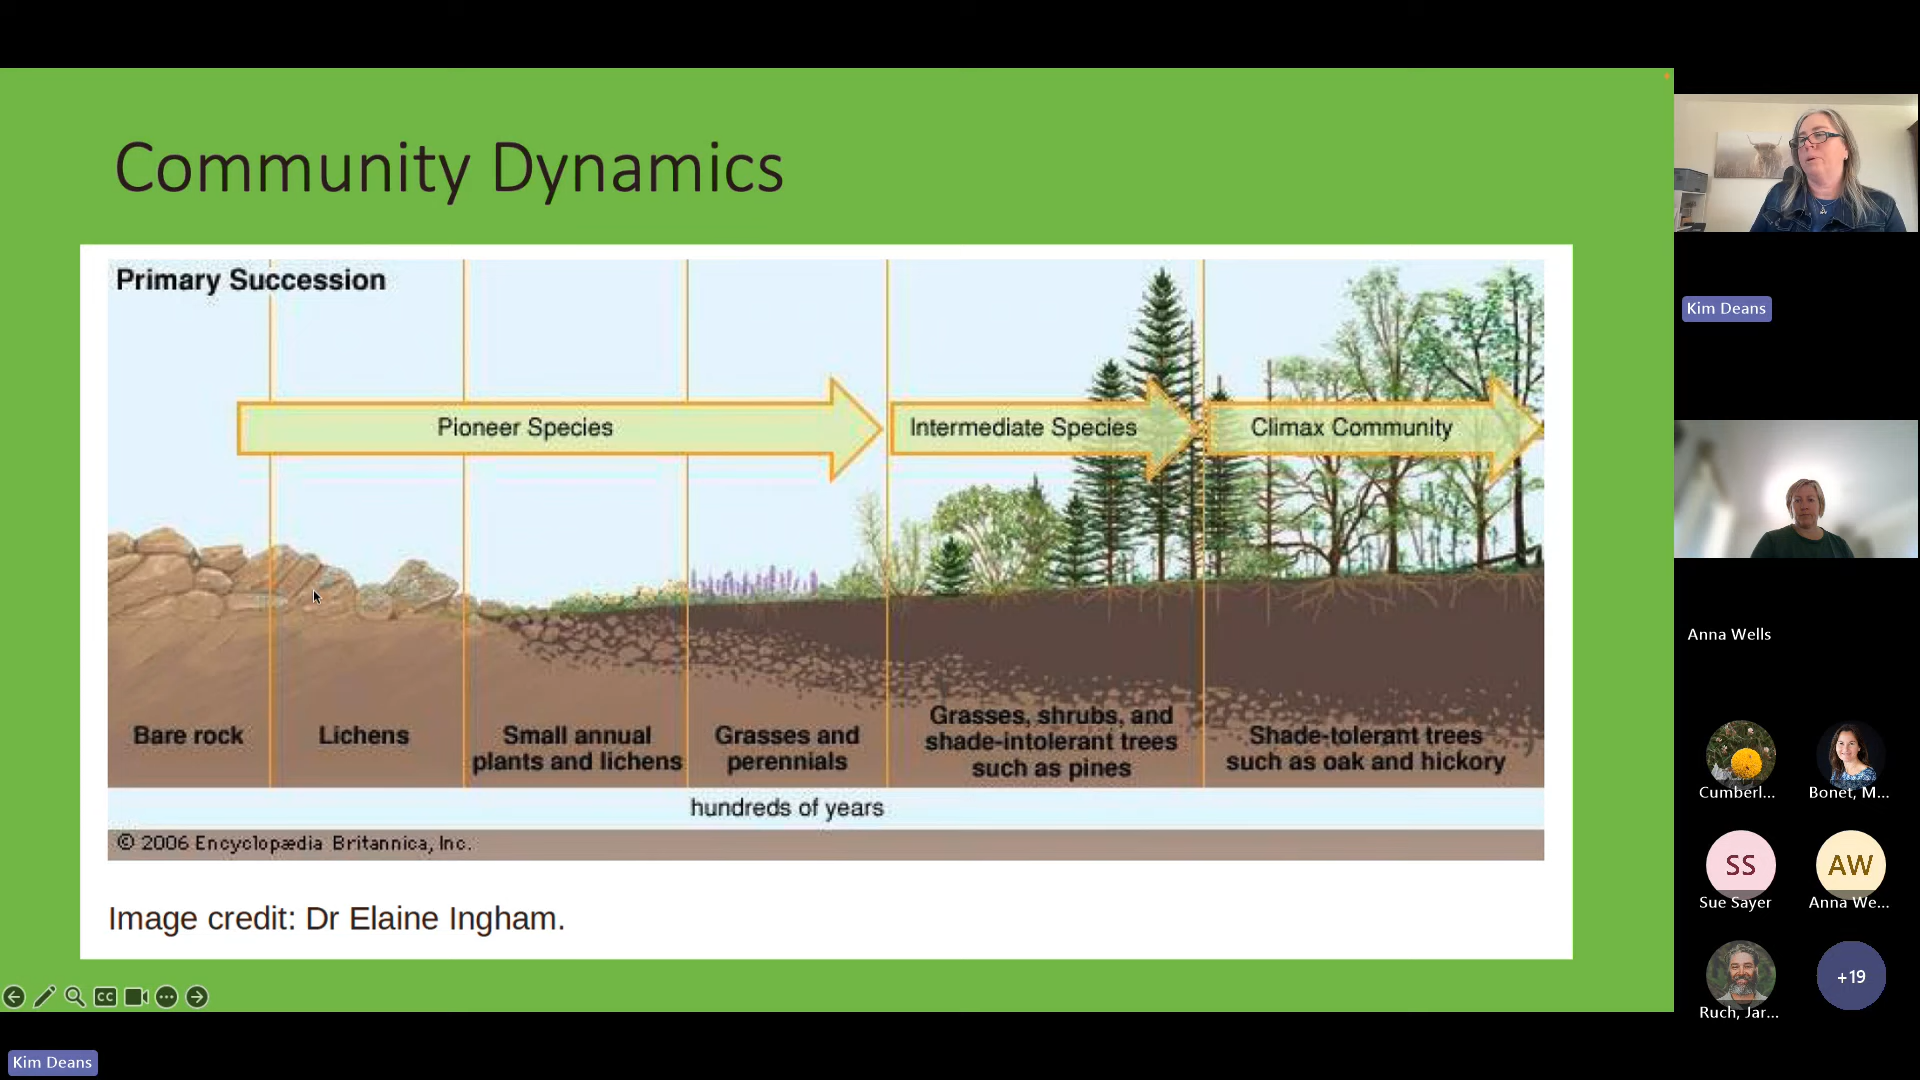 Community Dynamics
Primary Succession
Pioneer Species
Intermediate Species
Climax Community
Bare rock
Lichens
Small annual
plants and lichens
Grasses and
perennials
Grasses, shrubs, and
shade-intolerant trees
such as pines
Shade-tolerant trees
such as oak and hickory
hundreds of years
© 2006 Encyclopædia Britannica, Inc.
Image credit: Dr Elaine Ingham.
CC
Kim Deans
Kim Deans
Anna Wells
Cumberl...
Bonet, M...
SS
Sue Sayer
AW
Anna We...
Ruch, Jar...
+19